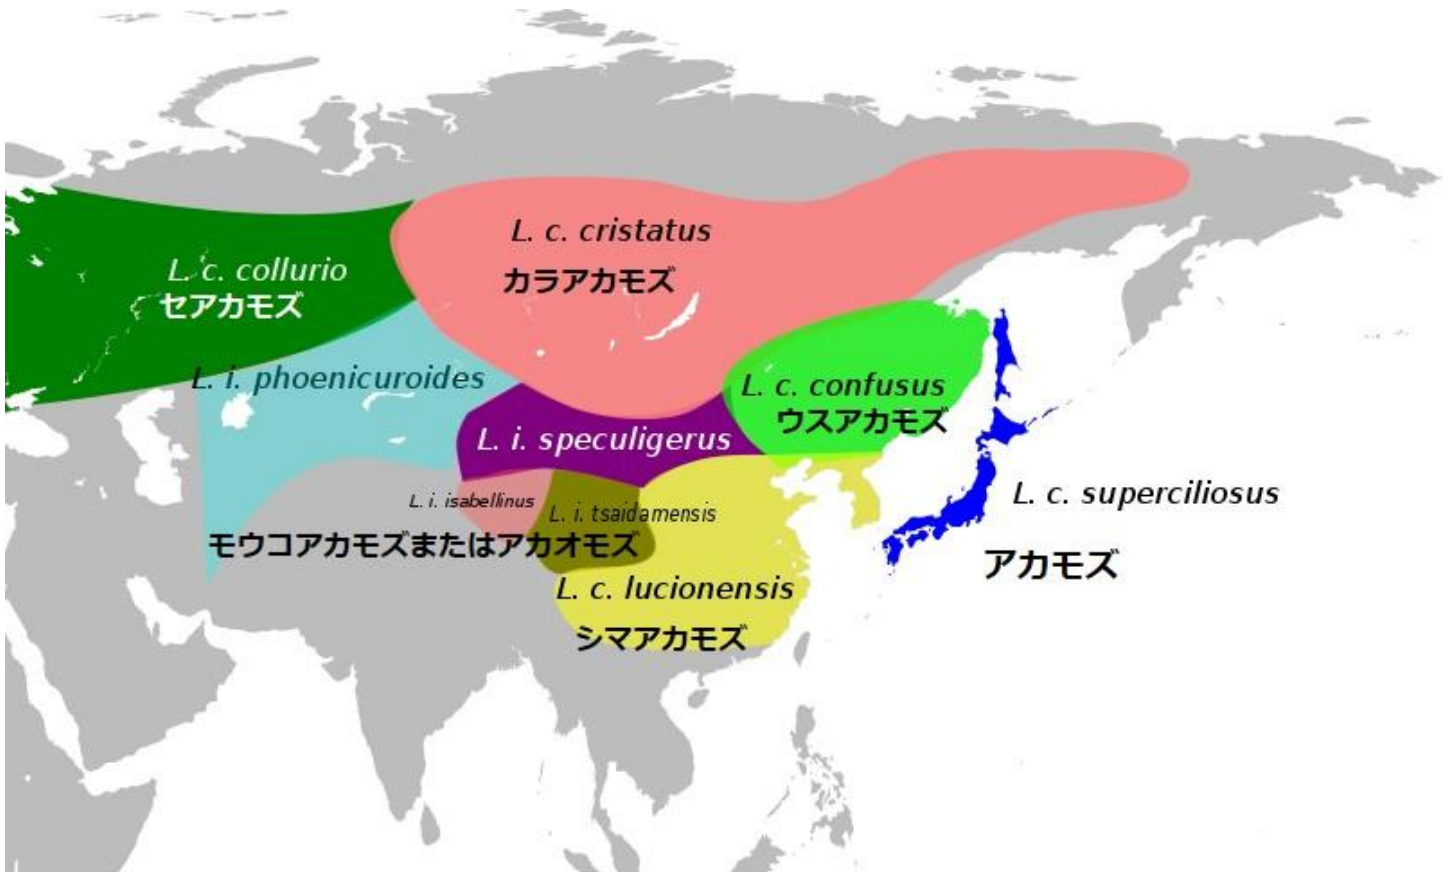 L. c. cristatus
カラアカモズ
L. c. collurio
セアカモズ
L. i. phoenicuroides
L. c. confusus
ウスアカモズ
L. i. speculigerus
L. i. isabellinus
L. i. tsaidamensis
L. c. superciliosus
アカモズ
モウコアカモズまたはアカオモズ
L. c. lucionensis
シマアカモズ